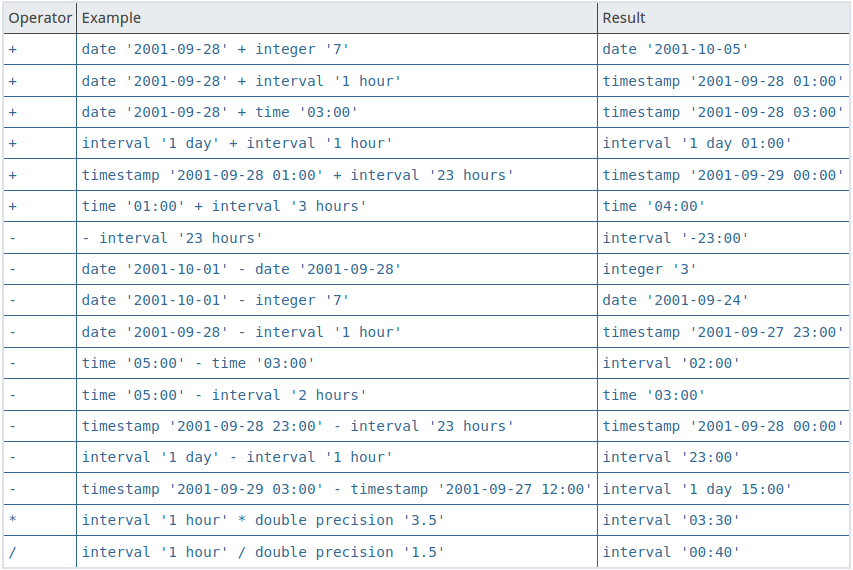 Operator Example Result
+ date '2001-09-28' + integer '7' date '2001-10-05'
+ date '2001-09-28' + interval '1 hour' timestamp '2001-09-28 01:00'
+ date '2001-09-28' + time '03:00' timestamp '2001-09-28 03:00'
+ interval '1 day' + interval '1 hour' interval '1 day 01:00'
+ timestamp '2001-09-28 01:00' + interval '23 hours' timestamp '2001-09-29 00:00'
+ time '01:00' + interval '3 hours' time '04:00'
- - interval '23 hours' interval '-23:00'
- date '2001-10-01' - date '2001-09-28' integer '3'
- date '2001-10-01' - integer '7' date '2001-09-24'
- date '2001-09-28' - interval '1 hour' timestamp '2001-09-27 23:00'
- time '05:00' - time '03:00' interval '02:00'
- time '05:00' - interval '2 hours' time '03:00'
- timestamp '2001-09-28 23:00' - interval '23 hours' timestamp '2001-09-28 00:00'
- interval '1 day' - interval '1 hour' interval '23:00'
- timestamp '2001-09-29 03:00' - timestamp '2001-09-27 12:00' interval '1 day 15:00'
* interval '1 hour' * double precision '3.5' interval '03:30'
/ interval '1 hour' / double precision '1.5' interval '00:40'